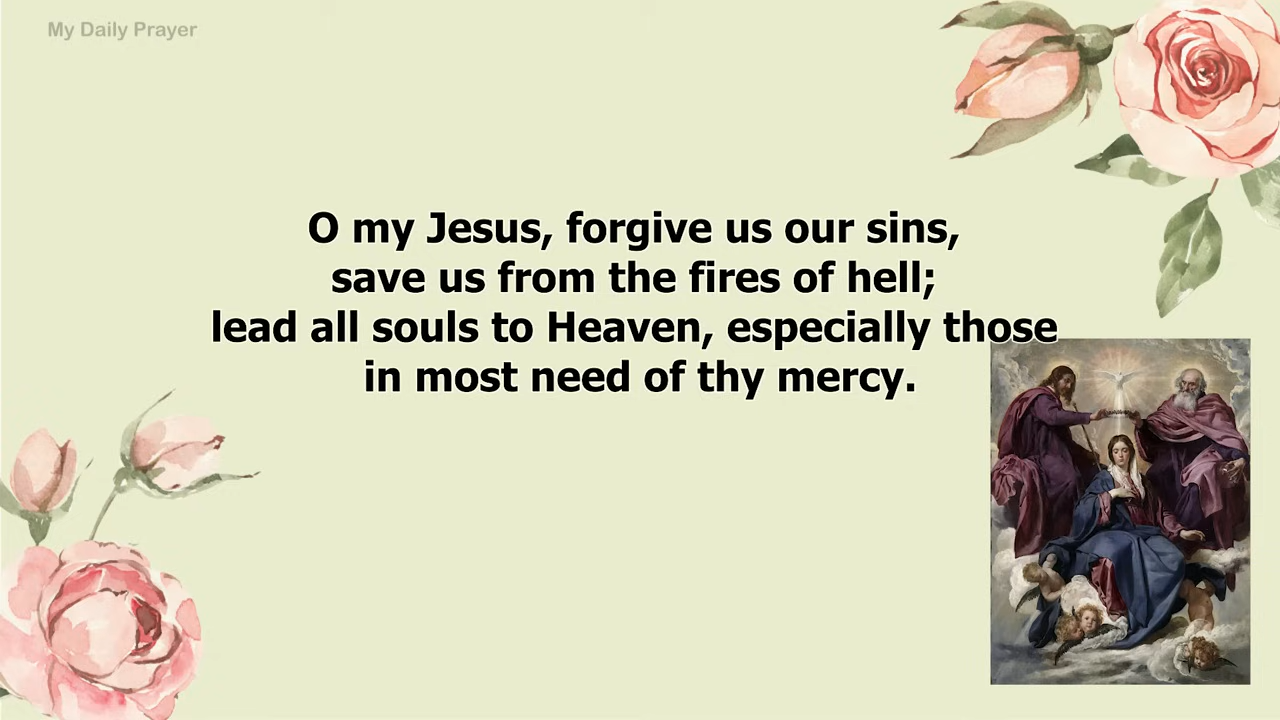 My Daily Prayer
O my Jesus, forgive us our sins,
save us from the fires of hell;
lead all souls to Heaven, especially those
in most need of thy mercy.